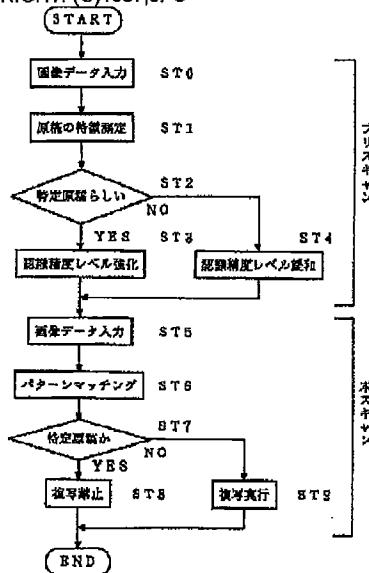 START
画像データ入力 ST0
原稿の特徴測定 ST1
特定原稿らしい ST2
NO
YES ST3 ST4
認識精度レベル強化 認識精度レベル緩和
プリスキャン
画像データ入力 ST5
パターンマッチング ST6
特定原稿か ST7
NO
YES
複写禁止 ST8 複写実行 ST9
本スキャン
END